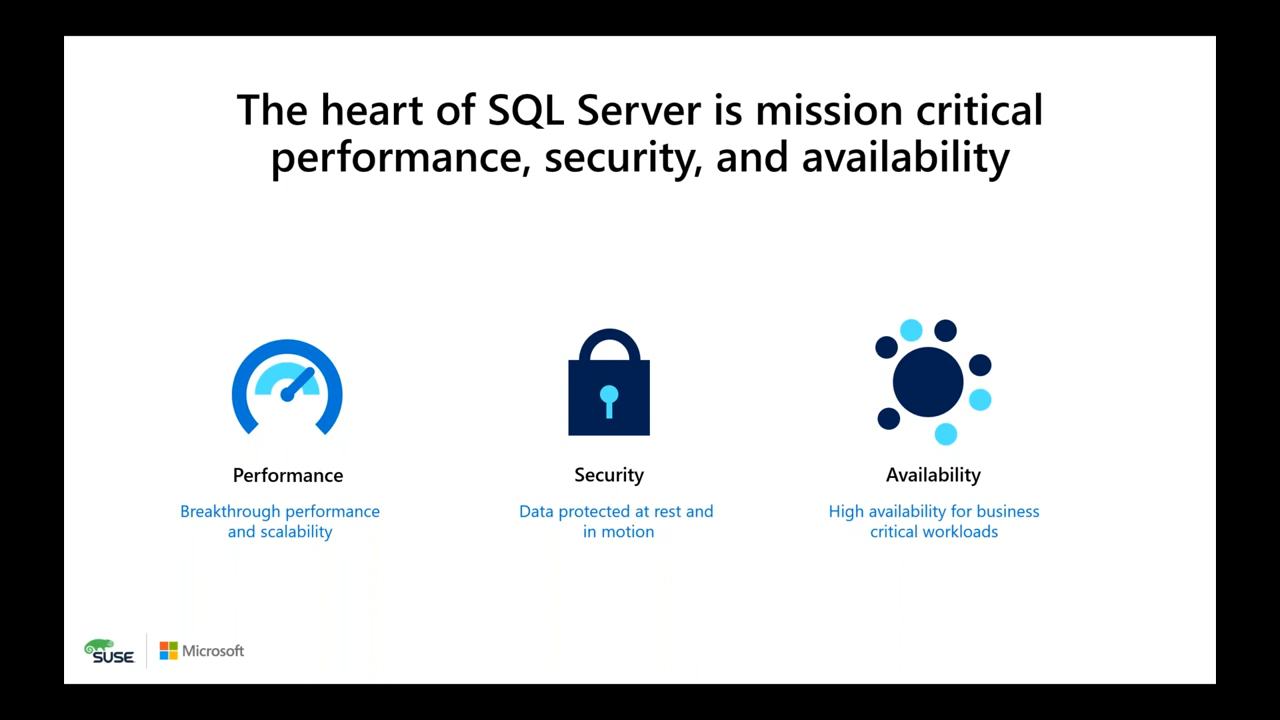 The heart of SQL Server is mission critical
performance, security, and availability
Performance
Breakthrough performance
and scalability
Security
Data protected at rest and
in motion
Availability
High availability for business
critical workloads
SUSE
Microsoft